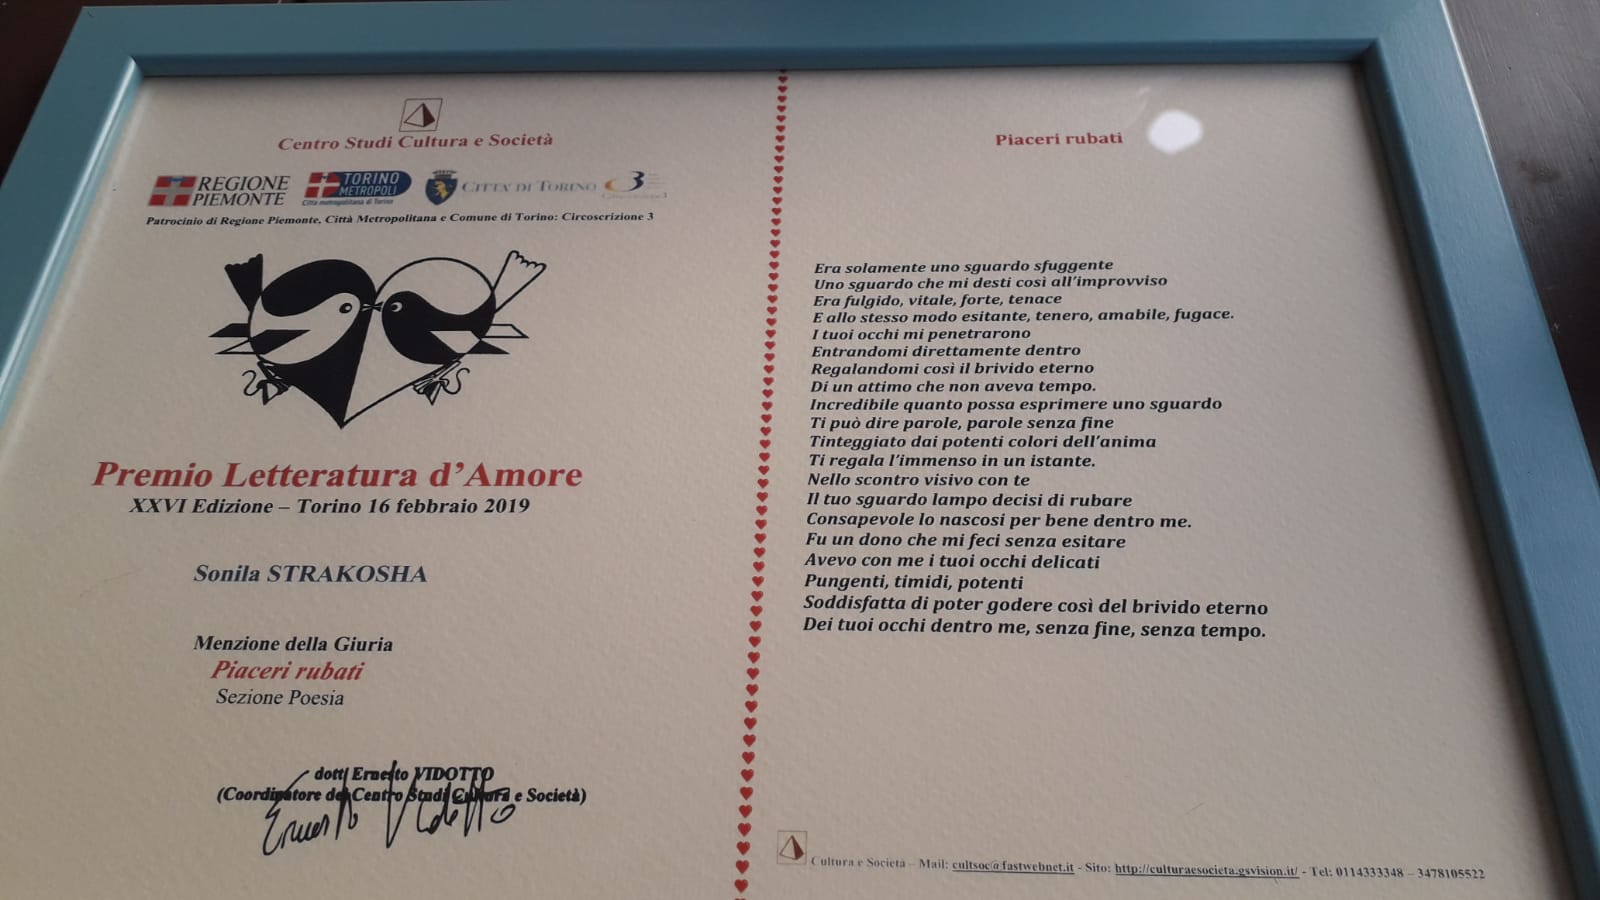 Centro Studi Cultura e Società
REGIONE PIEMONTE
TORINO METROPOLI
Città metropolitana di Torino
CITTA' DI TORINO
3
Patrocinio di Regione Piemonte, Città Metropolitana e Comune di Torino: Circoscrizione 3
Premio Letteratura d'Amore
XXVI Edizione – Torino 16 febbraio 2019
Sonila STRAKOSHA
Menzione della Giuria
Piaceri rubati
Sezione Poesia
dott. Ernesto VIDOTTO
(Coordinatore del Centro Studi Cultura e Società)
Ernesto Vidotto
Piaceri rubati
Era solamente uno sguardo sfuggente
Uno sguardo che mi destì così all'improvviso
Era fulgido, vitale, forte, tenace
E allo stesso modo esitante, tenero, amabile, fugace.
I tuoi occhi mi penetrarono
Entrandomi direttamente dentro
Regalandomi così il brivido eterno
Di un attimo che non aveva tempo.
Incredibile quanto possa esprimere uno sguardo
Ti può dire parole, parole senza fine
Tinteggiato dai potenti colori dell'anima
Ti regala l'immenso in un istante.
Nello scontro visivo con te
Il tuo sguardo lampo decisi di rubare
Consapevole lo nascosi per bene dentro me.
Fu un dono che mi feci senza esitare
Avevo con me i tuoi occhi delicati
Pungenti, timidi, potenti
Soddisfatta di poter godere così del brivido eterno
Dei tuoi occhi dentro me, senza fine, senza tempo.
Cultura e Società – Mail: cultsoc@fastwebnet.it - Sito: http://culturaesocieta.gsvision.it/ - Tel: 0114333348 – 3478105522